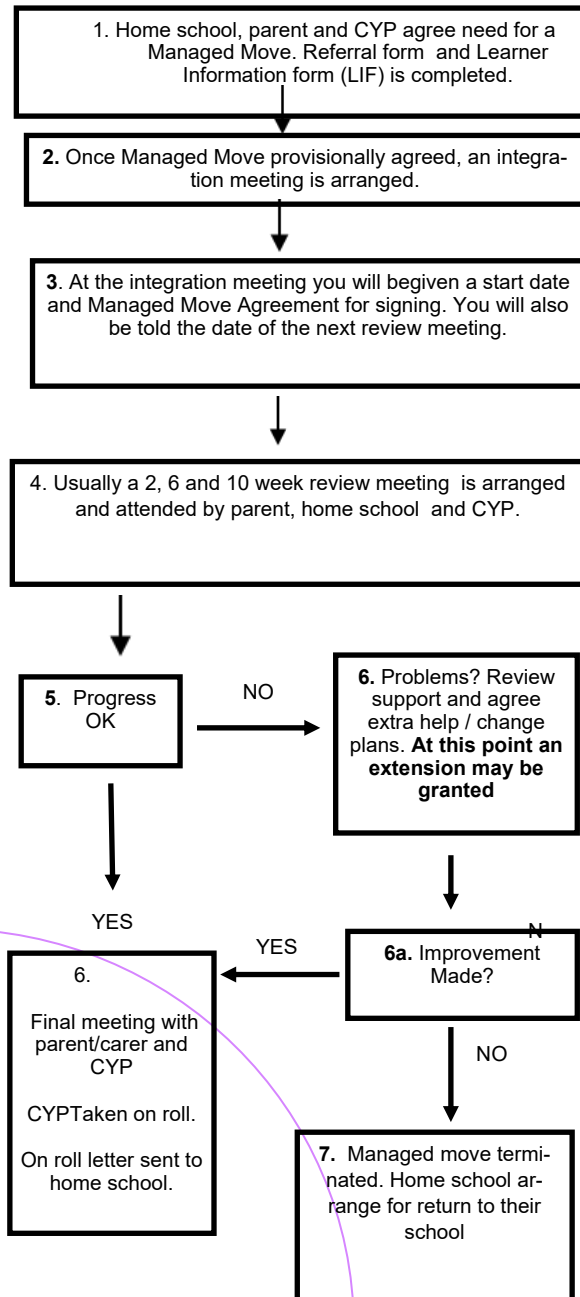 1. Home school, parent and CYP agree need for a
Managed Move. Referral form and Learner
Information form (LIF) is completed.
2. Once Managed Move provisionally agreed, an integra-
tion meeting is arranged.
3. At the integration meeting you will begiven a start date
and Managed Move Agreement for signing. You will also
be told the date of the next review meeting.
4. Usually a 2, 6 and 10 week review meeting is arranged
and attended by parent, home school and CYP.
5. Progress
OK
NO
6. Problems? Review
support and agree
extra help / change
plans. At this point an
extension may be
granted
YES
N
6a. Improvement
Made?
YES
6.
Final meeting with
parent/carer and
CYP
CYPTaken on roll.
On roll letter sent to
home school.
NO
7. Managed move termi-
nated. Home school ar-
range for return to their
school